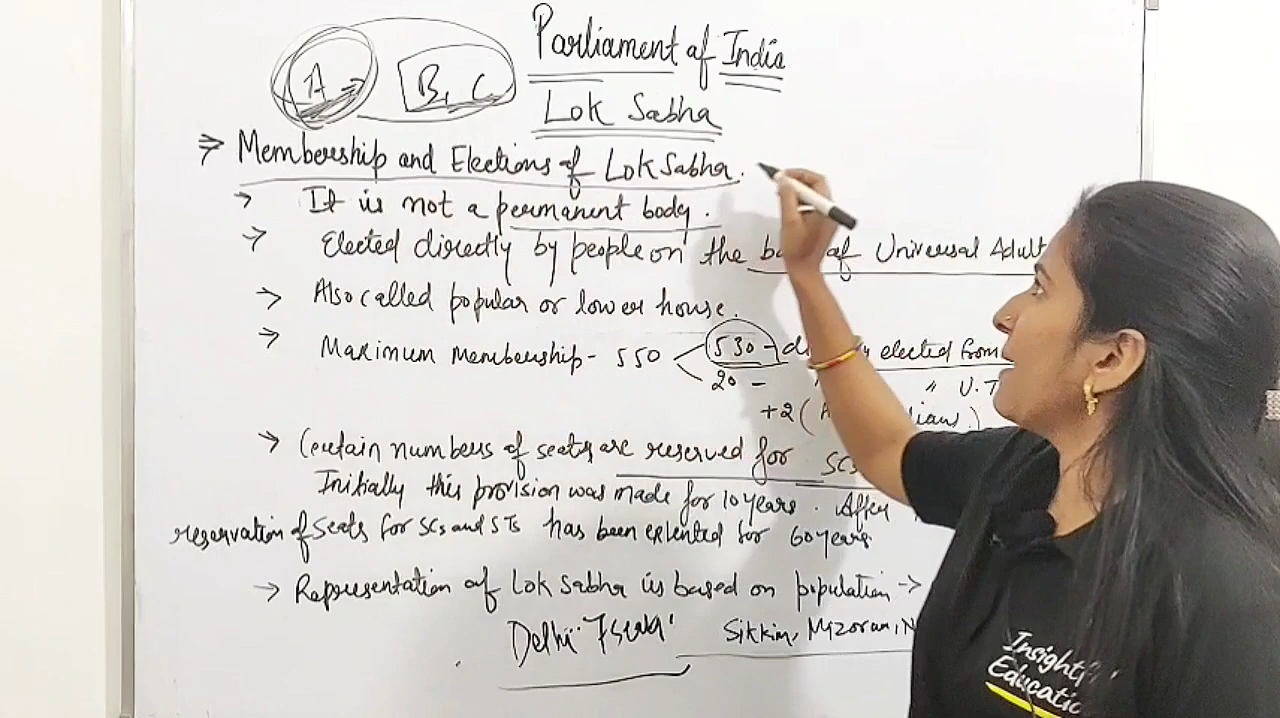 Parliament of India
A B, C
Lok Sabha
⇒ Membership and Elections of Lok Sabha.
→ It is not a permanent body.
→ Elected directly by people on the of Universal Adult
→ Also called popular or lower house.
→ Maximum membership - 550 530 - elected from
20 - " U.T
+2 (
→ Certain numbers of seats are reserved for SCs
Initially this provision was made for 10 years. After
reservation of seats for SCs and STs has been extented for 60 years
→ Representation of Lok Sabha is based on population →
Delhi 7 Sikkim, Mizoram, N
Insightful
Education